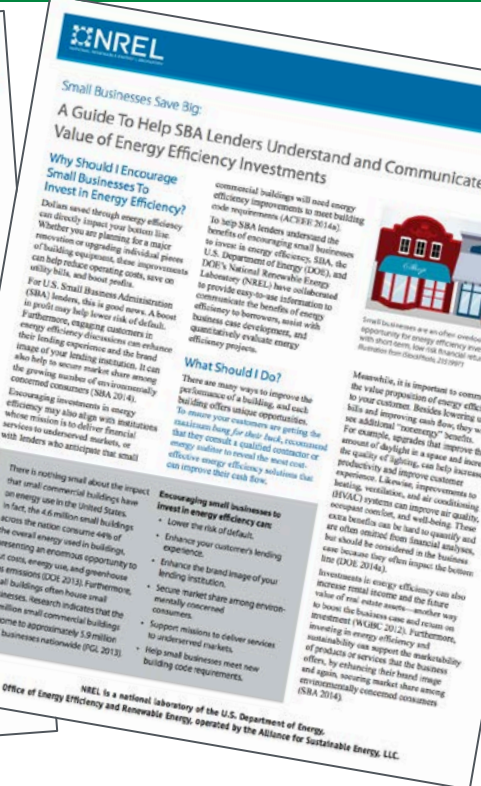 NREL
NATIONAL RENEWABLE ENERGY LABORATORY
Small Businesses Save Big:
A Guide To Help SBA Lenders Understand and Communicate
Value of Energy Efficiency Investments
Why Should I Encourage
Small Businesses To
Invest in Energy Efficiency?
Dollars saved through energy efficiency
can directly impact your bottom line.
Whether you are planning for a major
renovation or upgrading individual pieces
of building equipment, these improvements
can help reduce operating costs, save on
utility bills, and boost profits.
For U.S. Small Business Administration
(SBA) lenders, this is good news. A boost
in profit may help lower risk of default.
Furthermore, engaging customers in
energy efficiency discussions can enhance
their lending experience and the brand
image of your lending institution. It can
also help to secure market share among
the growing number of environmentally
concerned consumers (SBA 2014).
Encouraging investments in energy
efficiency may also align with institutions
whose mission is to deliver financial
services to underserved markets, or
with lenders who anticipate that small
commercial buildings will need energy
efficiency improvements to meet building
code requirements (ACEEE 2014a).
To help SBA lenders understand the
benefits of encouraging small businesses
to invest in energy efficiency, SBA, the
U.S. Department of Energy (DOE), and
DOE's National Renewable Energy
Laboratory (NREL) have collaborated
to provide easy-to-use information to
communicate the benefits of energy
efficiency to borrowers, assist with
business case development, and
quantitatively evaluate energy
efficiency projects.
What Should I Do?
There are many ways to improve the
performance of a building, and each
building offers unique opportunities.
To ensure your customers are getting the
maximum bang for their buck, recommend
that they consult a qualified contractor or
energy auditor to reveal the most cost-
effective energy efficiency solutions that
can improve their cash flow.
Shop
Small businesses are an often overloo
opportunity for energy efficiency inve
with short-term, low risk financial retu
Illustration from iStockPhoto, 20539971
Meanwhile, it is important to comm
the value proposition of energy effici
to your customer. Besides lowering u
bills and improving cash flow, they w
see additional "nonenergy" benefits.
For example, upgrades that improve th
amount of daylight in a space and incre
the quality of lighting, can help increase
productivity and improve customer
experience. Likewise, improvements to
heating, ventilation, and air conditioning
(HVAC) systems can improve air quality,
occupant comfort, and well-being. These
extra benefits can be hard to quantify and
are often omitted from financial analyses,
but should be considered in the business
case because they often impact the bottom
line (DOE 2014a).
Investments in energy efficiency can also
increase rental income and the future
value of real estate assets—another way
to boost the business case and return on
investment (WGBC 2012). Furthermore,
investing in energy efficiency and
sustainability can support the marketability
of products or services that the business
offers, by enhancing their brand image
and again, securing market share among
environmentally concerned consumers
(SBA 2014).
There is nothing small about the impact
that small commercial buildings have
on energy use in the United States.
In fact, the 4.6 million small buildings
across the nation consume 44% of
the overall energy used in buildings,
esenting an enormous opportunity to
t costs, energy use, and greenhouse
s emissions (DOE 2013). Furthermore,
all buildings often house small
inesses. Research indicates that the
million small commercial buildings
ome to approximately 5.9 million
businesses nationwide (PGL 2013).
Encouraging small businesses to
invest in energy efficiency can:
• Lower the risk of default.
• Enhance your customer's lending
experience.
• Enhance the brand image of your
lending institution.
• Secure market share among environ-
mentally concerned
consumers.
• Support missions to deliver services
to underserved markets.
• Help small businesses meet new
building code requirements.
NREL is a national laboratory of the U.S. Department of Energy,
Office of Energy Efficiency and Renewable Energy, operated by the Alliance for Sustainable Energy, LLC.